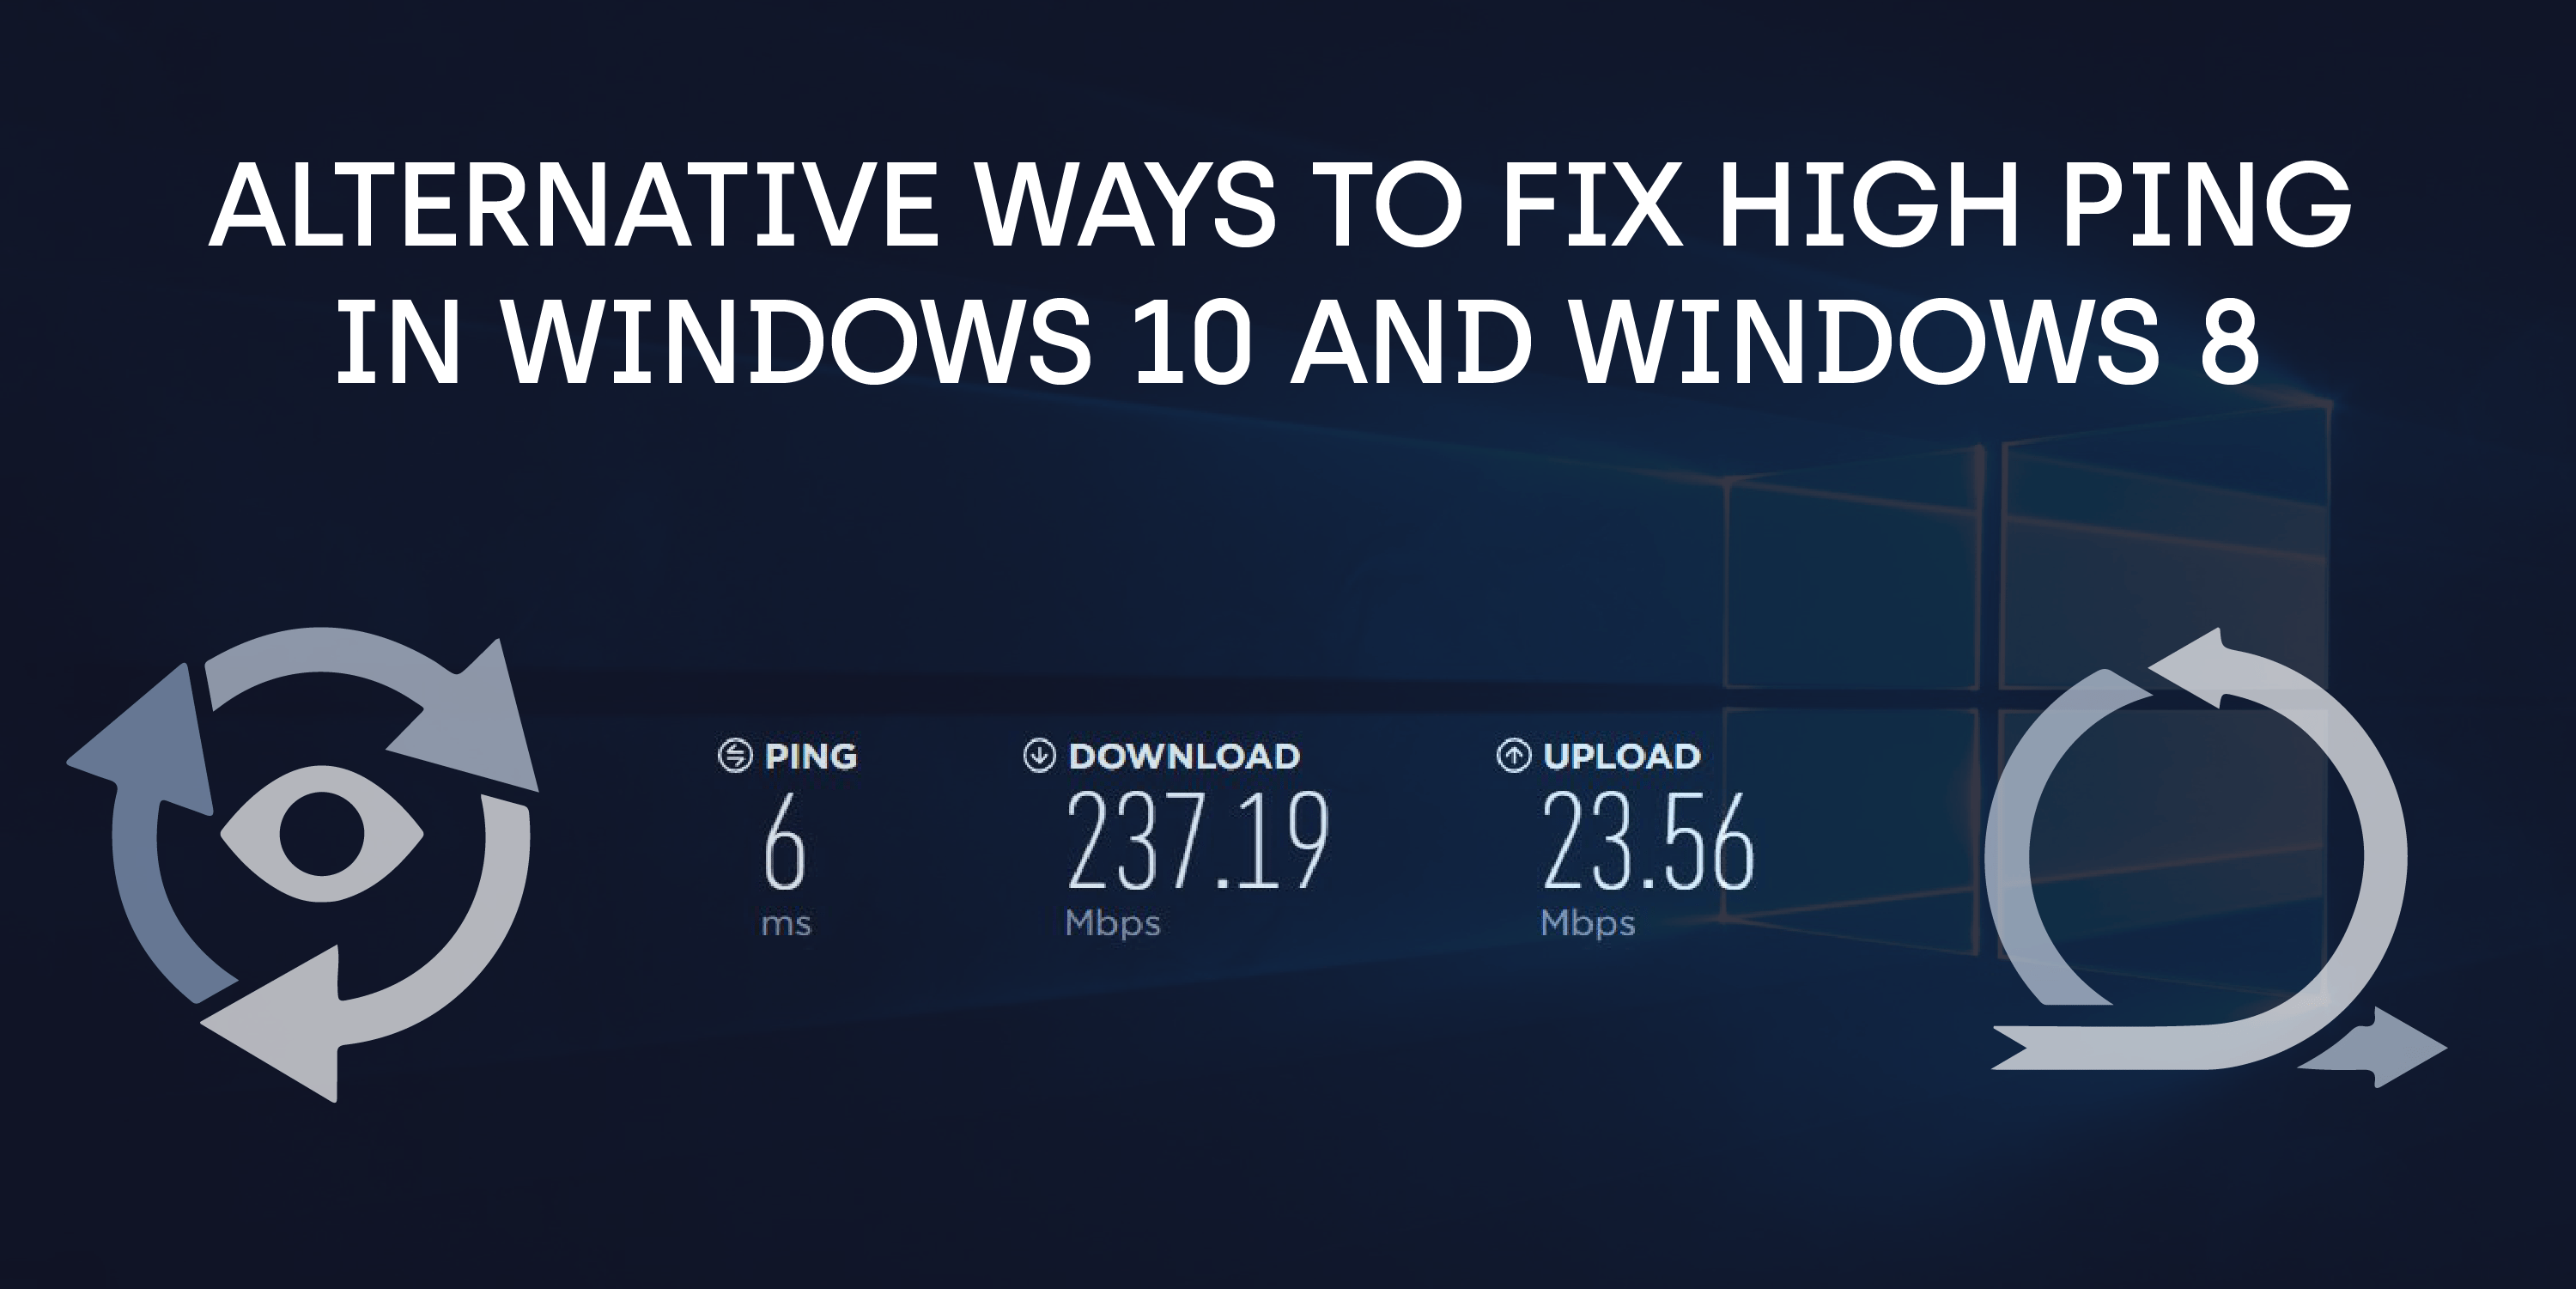 ALTERNATIVE WAYS TO FIX HIGH PING
IN WINDOWS 10 AND WINDOWS 8
PING DOWNLOAD UPLOAD
6 237.19 23.56
ms Mbps Mbps